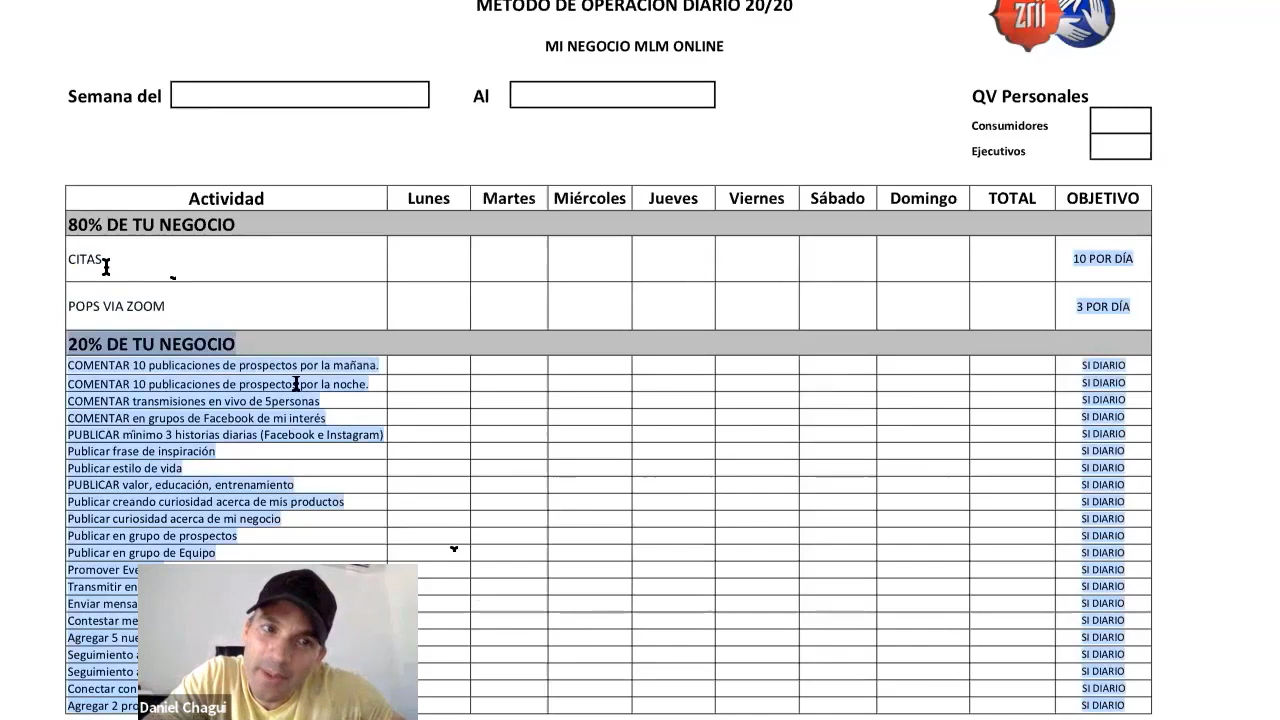 METODO DE OPERACIÓN DIARIO 20/20
zrii
MI NEGOCIO MLM ONLINE
Semana del Al QV Personales
Consumidores
Ejecutivos
Actividad Lunes Martes Miércoles Jueves Viernes Sábado Domingo TOTAL OBJETIVO
80% DE TU NEGOCIO
CITAS 10 POR DÍA
POPS VIA ZOOM 3 POR DÍA
20% DE TU NEGOCIO
COMENTAR 10 publicaciones de prospectos por la mañana. SI DIARIO
COMENTAR 10 publicaciones de prospectos por la noche. SI DIARIO
COMENTAR transmisiones en vivo de 5personas SI DIARIO
COMENTAR en grupos de Facebook de mi interés SI DIARIO
PUBLICAR mínimo 3 historias diarias (Facebook e Instagram) SI DIARIO
Publicar frase de inspiración SI DIARIO
Publicar estilo de vida SI DIARIO
PUBLICAR valor, educación, entrenamiento SI DIARIO
Publicar creando curiosidad acerca de mis productos SI DIARIO
Publicar curiosidad acerca de mi negocio SI DIARIO
Publicar en grupo de prospectos SI DIARIO
Publicar en grupo de Equipo SI DIARIO
Promover SI DIARIO
Transmitir en SI DIARIO
Enviar SI DIARIO
Contestar SI DIARIO
Agregar 5 SI DIARIO
Seguimiento SI DIARIO
Seguimiento SI DIARIO
Conectar con SI DIARIO
Agregar 2 SI DIARIO
Daniel Chagui